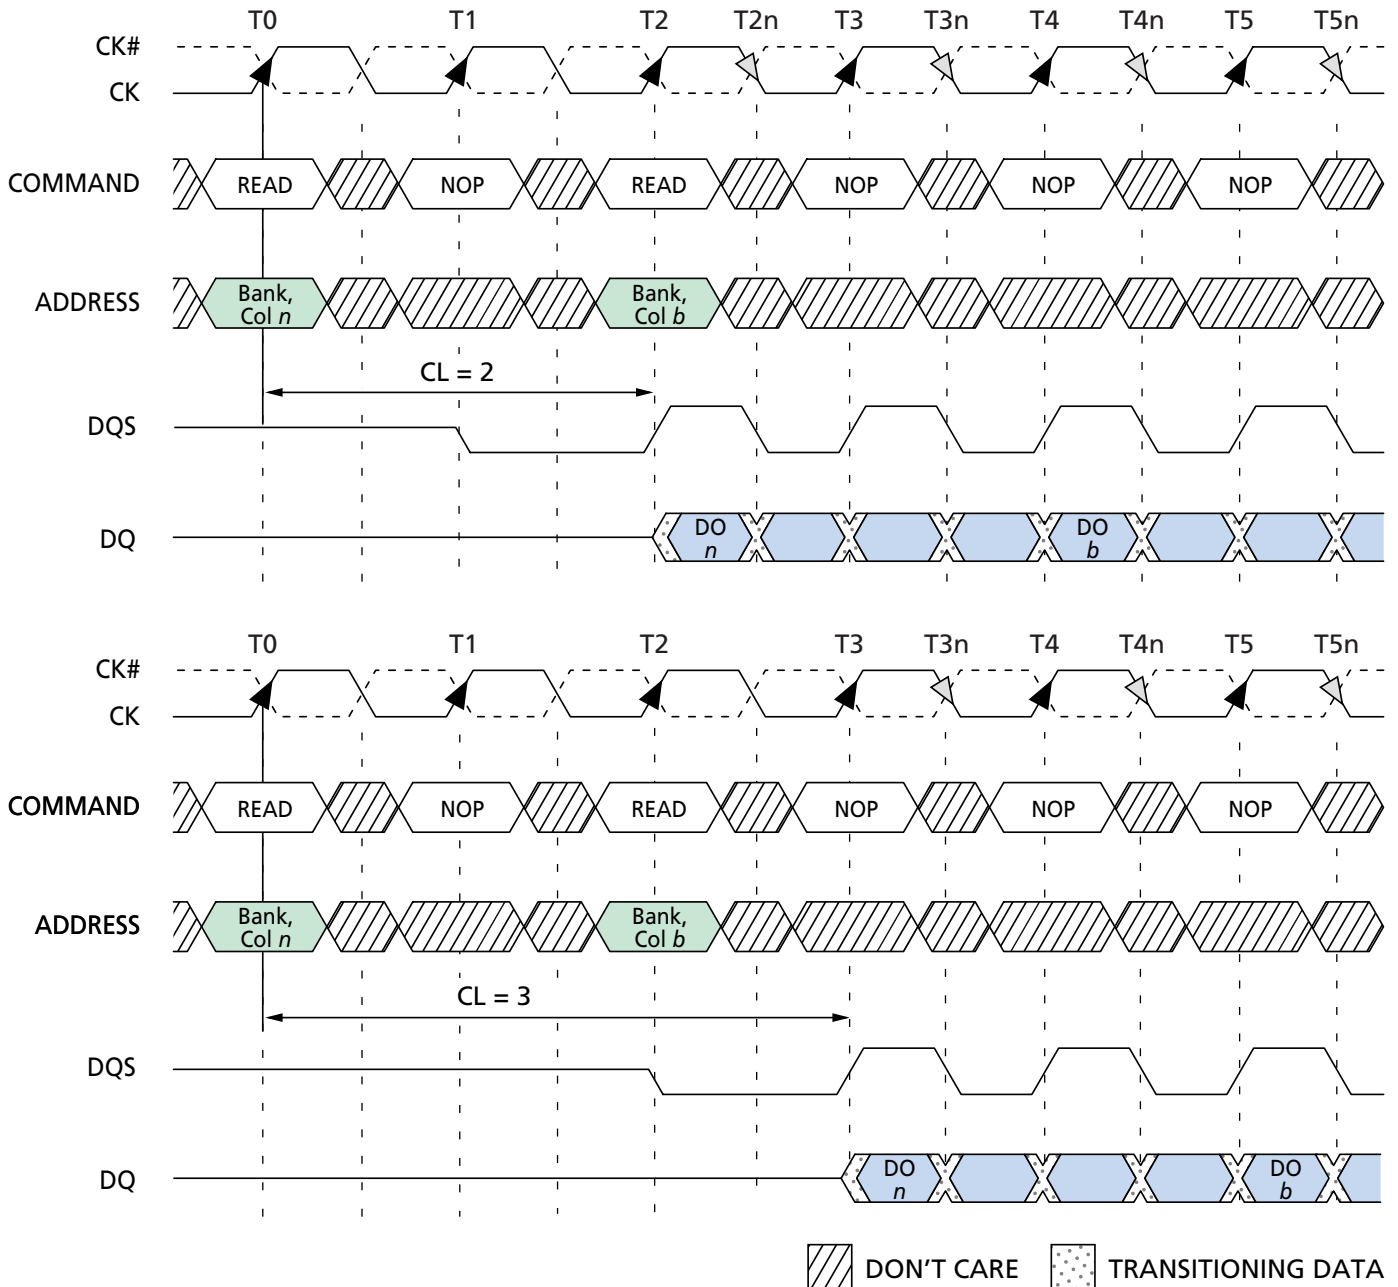 T0 T1 T2 T2n T3 T3n T4 T4n T5 T5n
CK#
CK
COMMAND READ NOP READ NOP NOP NOP
ADDRESS Bank, Col n Bank, Col b
CL = 2
DQS
DQ DO n DO b
T0 T1 T2 T3 T3n T4 T4n T5 T5n
CK#
CK
COMMAND READ NOP READ NOP NOP NOP
ADDRESS Bank, Col n Bank, Col b
CL = 3
DQS
DQ DO n DO b
DON'T CARE TRANSITIONING DATA